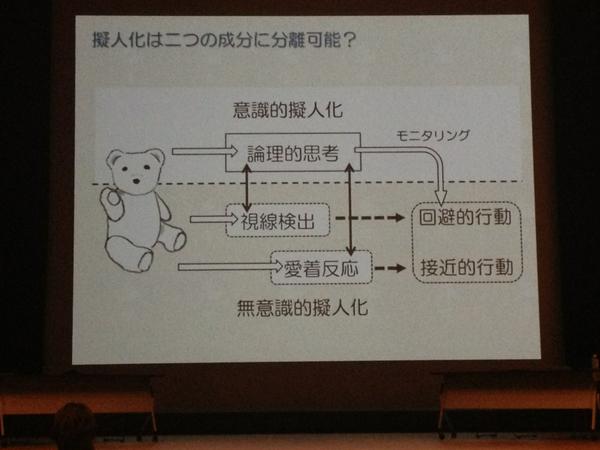 擬人化は二つの成分に分離可能？
意識的擬人化
論理的思考
モニタリング
視線検出
回避的行動
愛着反応
接近的行動
無意識的擬人化